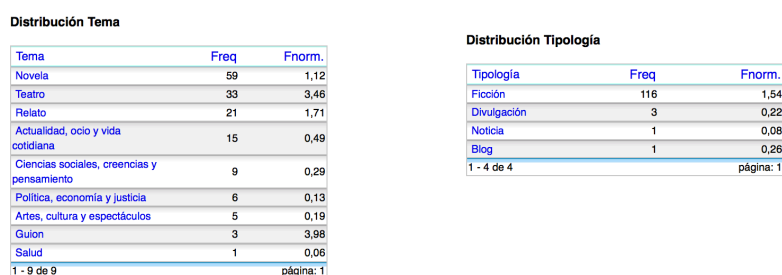 Distribución Tema
Tema Freq Fnorm.
Novela 59 1,12
Teatro 33 3,46
Relato 21 1,71
Actualidad, ocio y vida
cotidiana 15 0,49
Ciencias sociales, creencias y
pensamiento 9 0,29
Política, economía y justicia 6 0,13
Artes, cultura y espectáculos 5 0,19
Guion 3 3,98
Salud 1 0,06
1 - 9 de 9 página: 1
Distribución Tipología
Tipología Freq Fnorm.
Ficción 116 1,54
Divulgación 3 0,22
Noticia 1 0,08
Blog 1 0,26
1 - 4 de 4 página: 1